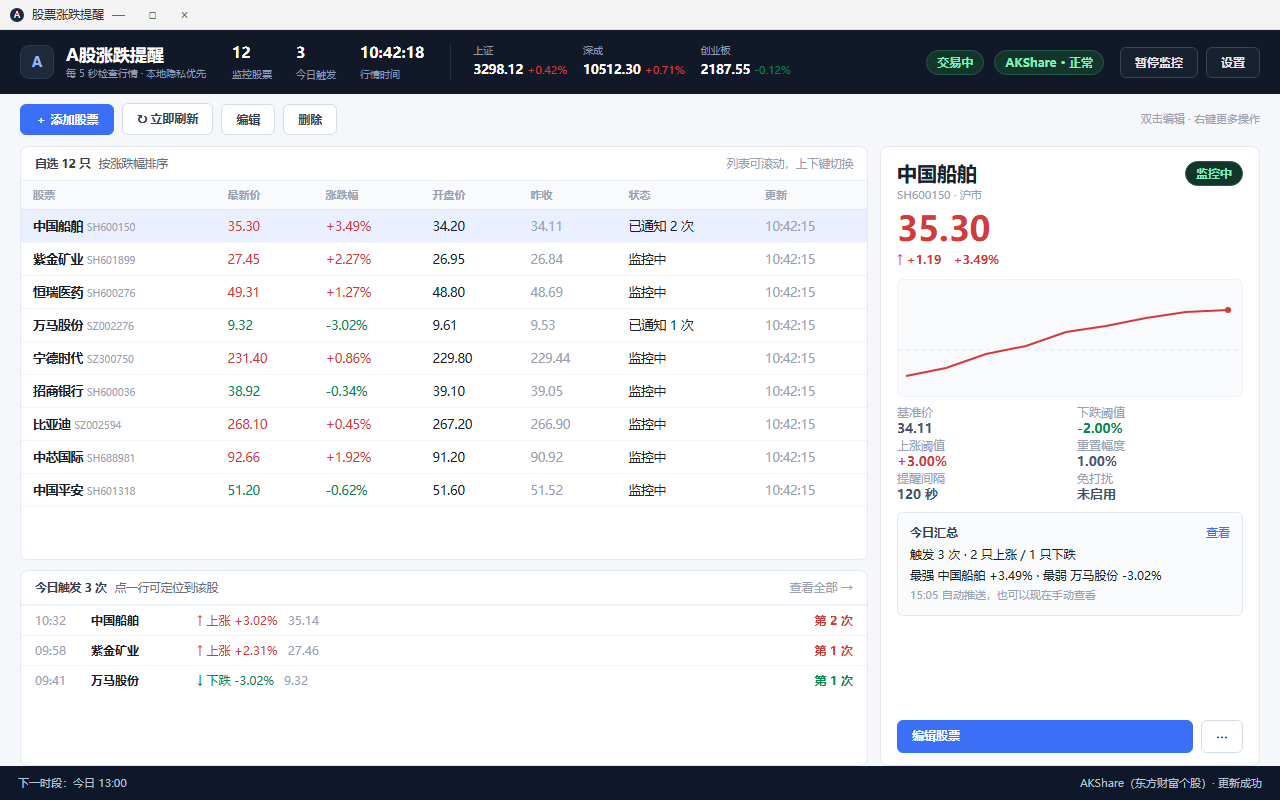 A 股票涨跌提醒 — □ ×
A A股涨跌提醒
每 5 秒检查行情 · 本地隐私优先
12
监控股票
3
今日触发
10:42:18
行情时间
上证
3298.12 +0.42%
深成
10512.30 +0.71%
创业板
2187.55 -0.12%
交易中
AKShare • 正常
暂停监控
设置
+ 添加股票 ↻ 立即刷新 编辑 删除
双击编辑 · 右键更多操作
自选 12 只 按涨跌幅排序 列表可滚动，上下键切换
股票 最新价 涨跌幅 开盘价 昨收 状态 更新
中国船舶 SH600150 35.30 +3.49% 34.20 34.11 已通知 2 次 10:42:15
紫金矿业 SH601899 27.45 +2.27% 26.95 26.84 监控中 10:42:15
恒瑞医药 SH600276 49.31 +1.27% 48.80 48.69 监控中 10:42:15
万马股份 SZ002276 9.32 -3.02% 9.61 9.53 已通知 1 次 10:42:15
宁德时代 SZ300750 231.40 +0.86% 229.80 229.44 监控中 10:42:15
招商银行 SH600036 38.92 -0.34% 39.10 39.05 监控中 10:42:15
比亚迪 SZ002594 268.10 +0.45% 267.20 266.90 监控中 10:42:15
中芯国际 SH688981 92.66 +1.92% 91.20 90.92 监控中 10:42:15
中国平安 SH601318 51.20 -0.62% 51.60 51.52 监控中 10:42:15
今日触发 3 次 点一行可定位到该股 查看全部 →
10:32 中国船舶 ↑ 上涨 +3.02% 35.14 第 2 次
09:58 紫金矿业 ↑ 上涨 +2.31% 27.46 第 1 次
09:41 万马股份 ↓ 下跌 -3.02% 9.32 第 1 次
中国船舶 监控中
SH600150 · 沪市
35.30
↑ +1.19 +3.49%
基准价 下跌阈值
34.11 -2.00%
上涨阈值 重置幅度
+3.00% 1.00%
提醒间隔 免打扰
120 秒 未启用
今日汇总 查看
触发 3 次 · 2 只上涨 / 1 只下跌
最强 中国船舶 +3.49% · 最弱 万马股份 -3.02%
15:05 自动推送，也可以现在手动查看
编辑股票 ···
下一时段：今日 13:00 AKShare（东方财富个股）· 更新成功